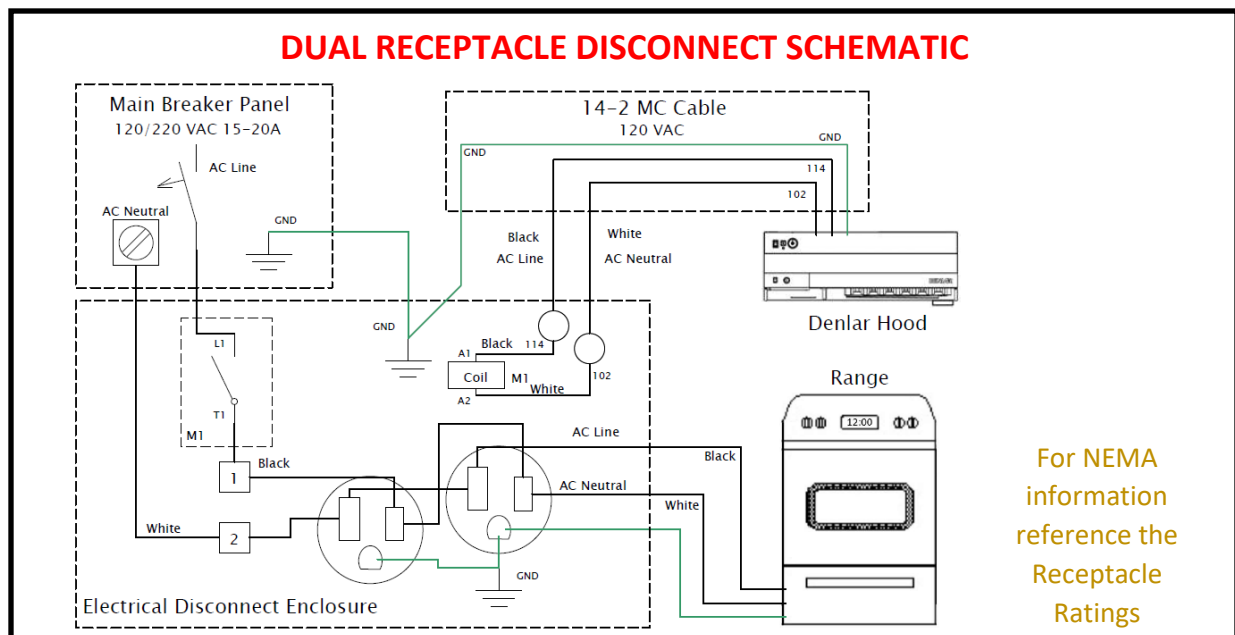 DUAL RECEPTACLE DISCONNECT SCHEMATIC
Main Breaker Panel
120/220 VAC 15-20A
AC Line
AC Neutral
GND
14-2 MC Cable
120 VAC
GND
GND
114
102
Black
AC Line
White
AC Neutral
Denlar Hood
GND
L1
T1
M1
A1
Black
114
Coil
M1
White
102
A2
1
Black
White
2
AC Line
Black
AC Neutral
White
GND
Electrical Disconnect Enclosure
Range
12:00
For NEMA
information
reference the
Receptacle
Ratings